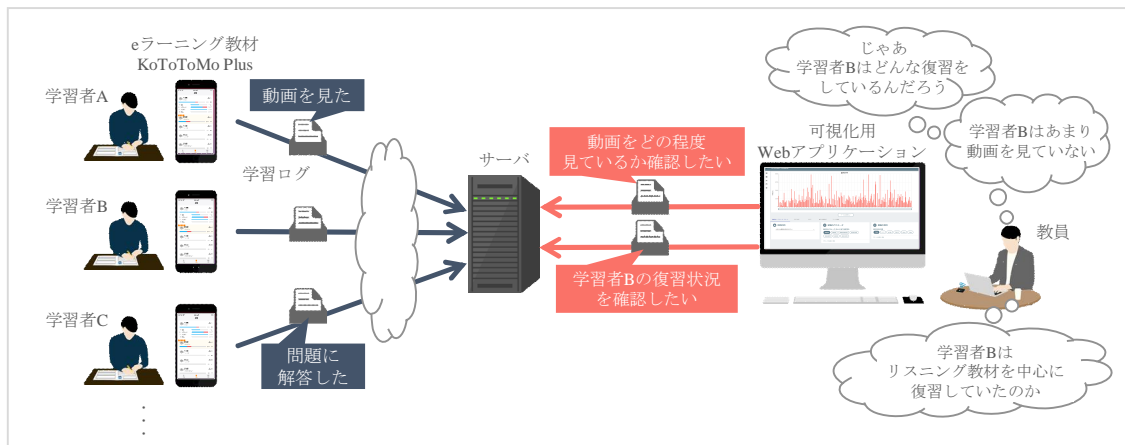 eラーニング教材
KoToToMo Plus
学習者A
動画を見た
学習ログ
学習者B
学習者C
問題に
解答した
サーバ
動画をどの程度
見ているか確認したい
学習者Bの復習状況
を確認したい
可視化用
Webアプリケーション
じゃあ
学習者Bはどんな復習を
しているんだろう
学習者Bはあまり
動画を見ていない
教員
学習者Bは
リスニング教材を中心に
復習していたのか